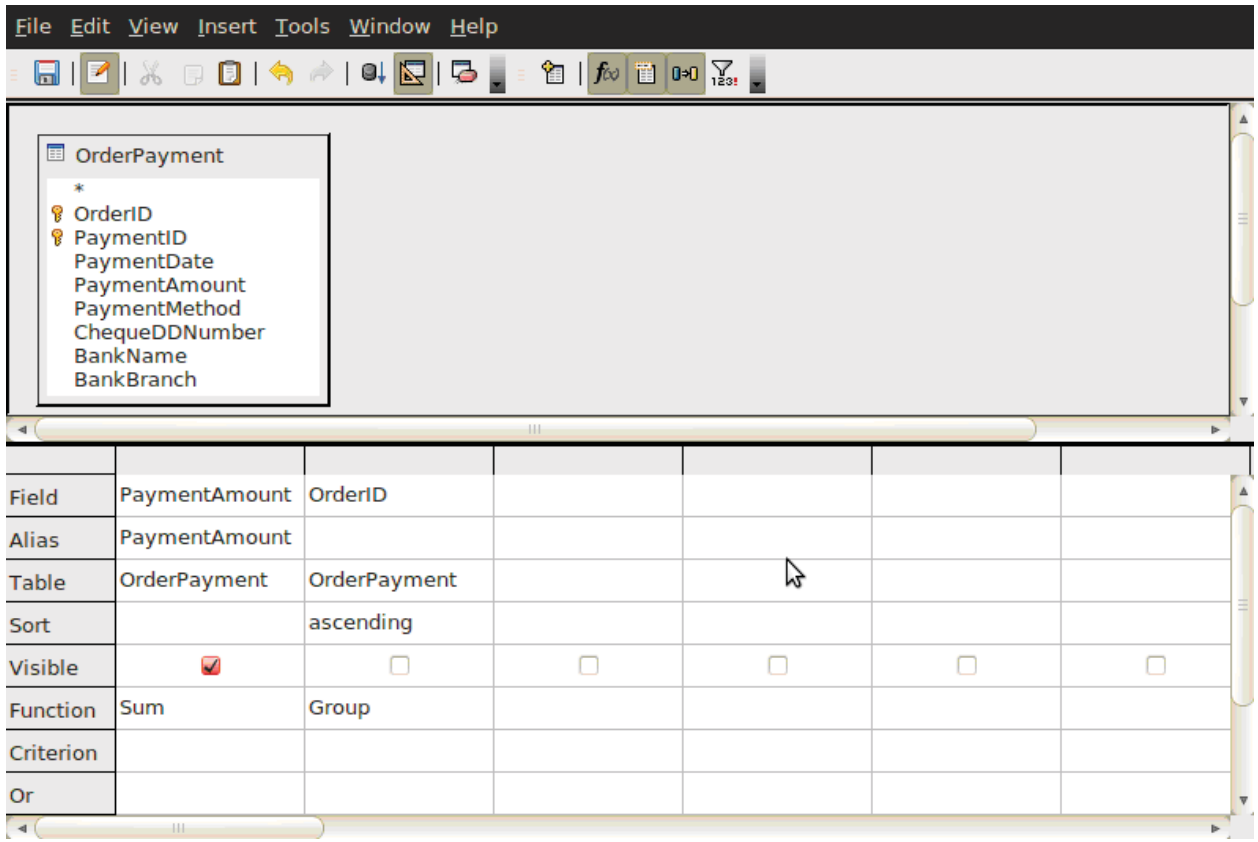 File Edit View Insert Tools Window Help
f(x) 123!
OrderPayment
*
OrderID
PaymentID
PaymentDate
PaymentAmount
PaymentMethod
ChequeDDNumber
BankName
BankBranch
Field PaymentAmount OrderID
Alias PaymentAmount
Table OrderPayment OrderPayment
Sort ascending
Visible
Function Sum Group
Criterion
Or